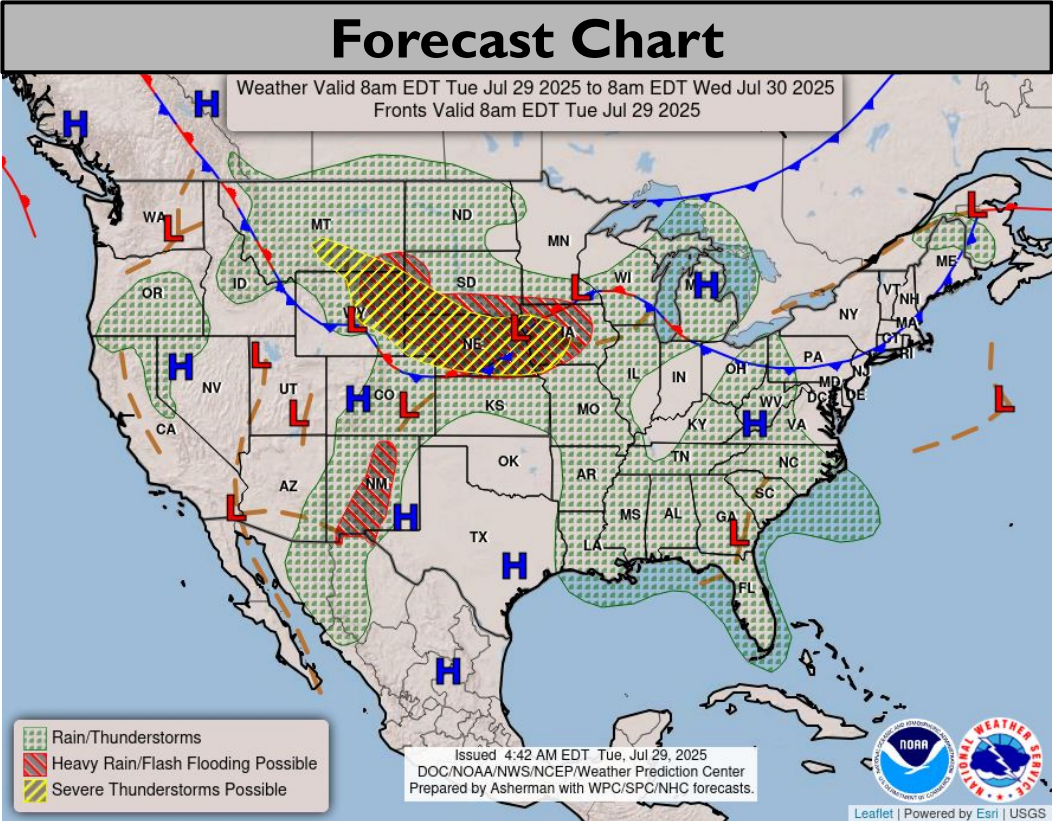 Forecast Chart
Weather Valid 8am EDT Tue Jul 29 2025 to 8am EDT Wed Jul 30 2025
Fronts Valid 8am EDT Tue Jul 29 2025
H
H
L
WA
L
MT
ND
MN
ME
OR
ID
SD
WI
M
H
L
VT
NH
WY
L
NE
L
IA
NY
MA
CT
RI
H
NV
L
UT
L
H
CO
L
KS
MO
IL
IN
OH
PA
NJ
MD
DE
DC
WV
VA
H
KY
L
CA
AZ
NM
OK
AR
TN
NC
SC
L
H
TX
H
MS
AL
GA
L
LA
FL
H
Rain/Thunderstorms
Heavy Rain/Flash Flooding Possible
Severe Thunderstorms Possible
Issued 4:42 AM EDT Tue, Jul 29, 2025
DOC/NOAA/NWS/NCEP/Weather Prediction Center
Prepared by Asherman with WPC/SPC/NHC forecasts.
NOAA
NATIONAL WEATHER SERVICE
Leaflet | Powered by Esri | USGS